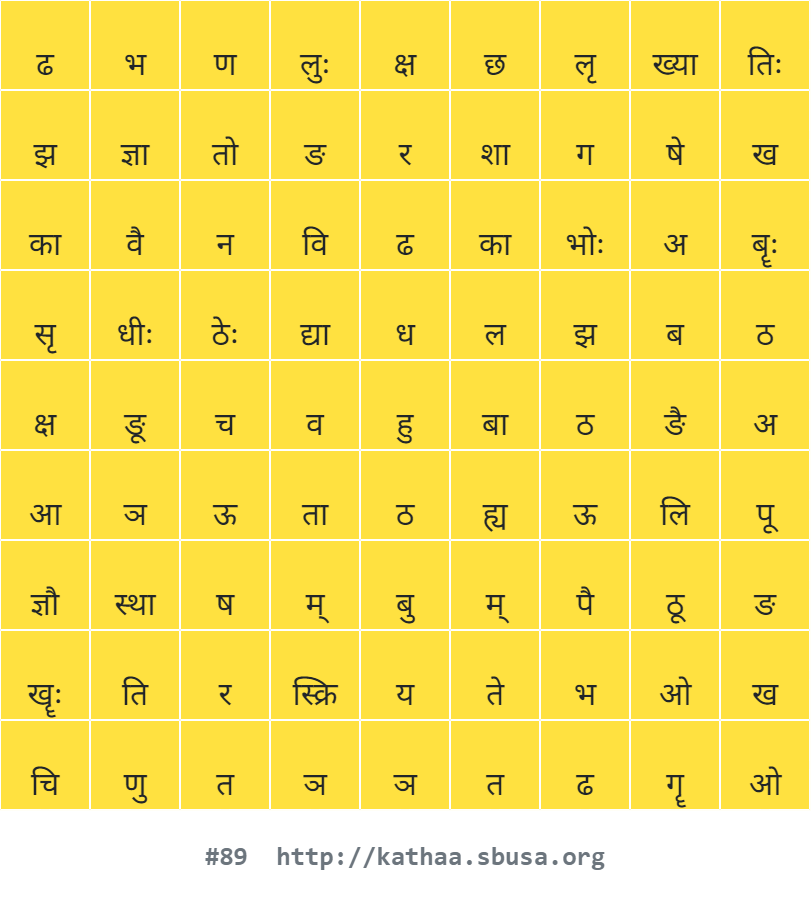 ढ भ ण लुः क्ष छ लृ ख्या तिः
झ ज्ञा तो ङ र शा ग षे ख
का वै न वि ढ का भोः अ बॄः
सृ धीः ठेः द्या ध ल झ ब ठ
क्ष ङू च व हु बा ठ ङै अ
आ ञ ऊ ता ठ ह्य ऊ लि पू
ज्ञौ स्था ष म् बु म् पै ठू ङ
खॄः ति र स्क्रि य ते भ ओ ख
चि णु त ञ ञ त ढ गॄ ओ
#89 http://kathaa.sbusa.org